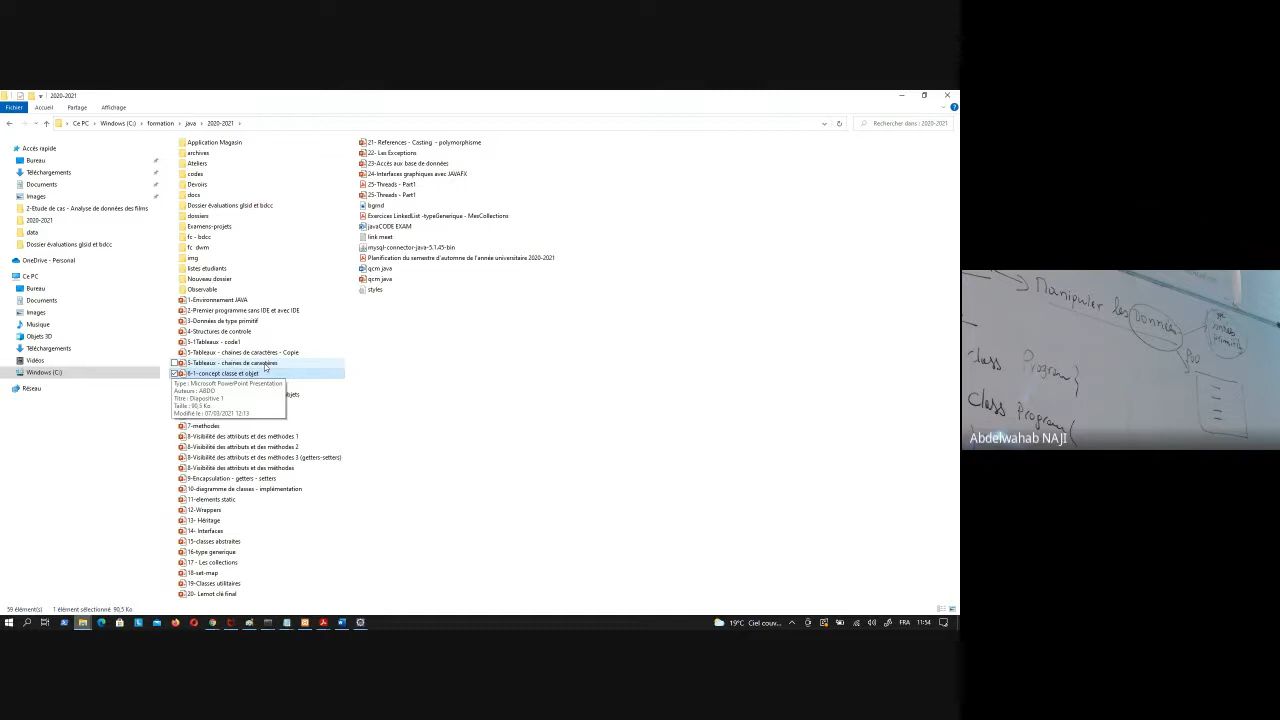 2020-2021
Fichier Accueil Partage Affichage
Ce PC > Windows (C:) > formation > java > 2020-2021 >
Rechercher dans : 2020-2021
Accès rapide
Bureau
Téléchargements
Documents
Images
2-Etude de cas - Analyse de données des films
2020-2021
data
Dossier évaluations glsid et bdcc
OneDrive - Personal
Ce PC
Bureau
Documents
Images
Musique
Objets 3D
Téléchargements
Vidéos
Windows (C:)
Réseau
Application Magasin
archives
Ateliers
codes
Devoirs
docs
Dossier évaluations glsid et bdcc
dossiers
Examens-projets
fc - bdcc
fc dwm
img
listes etudiants
Nouveau dossier
Observable
1-Environnement JAVA
2-Premier programme sans IDE et avec IDE
3-Données de type primitif
4-Structures de controle
5-1Tableaux - code1
5-Tableaux - chaines de caractères - Copie
5-Tableaux - chaines de caractères
6-1-concept classe et objet
Type : Microsoft PowerPoint Presentation
Auteurs : ABDO
Titre : Diapositive 1
Taille : 90,5 Ko
Modifié le : 07/03/2021 12:13
objets
7-methodes
8-Visibilité des attributs et des méthodes 1
8-Visibilité des attributs et des méthodes 2
8-Visibilité des attributs et des méthodes 3 (getters-setters)
8-Visibilité des attributs et des méthodes
9-Encapsulation - getters - setters
10-diagramme de classes - implémentation
11-elements static
12-Wrappers
13- Héritage
14- Interfaces
15-classes abstraites
16-type generique
17 - Les collections
18-set-map
19-Classes utilitaires
20- Lemot clé final
21- References - Casting - polymorphisme
22- Les Exceptions
23-Accès aux base de données
24-Interfaces graphiques avec JAVAFX
25-Threads - Part1
25-Threads - Part1
bgrnd
Exercices LinkedList -typeGenerique - MesCollections
javaCODE EXAM
link meet
mysql-connector-java-5.1.45-bin
Planification du semestre d'automne de l'année universitaire 2020-2021
qcm java
qcm java
styles
59 élément(s) 1 élément sélectionné 90,5 Ko
19°C Ciel couv... FRA 11:54
Manipuler les Données
primitifs
POO
class Program {
class Program {
Abdelwahab NAJI